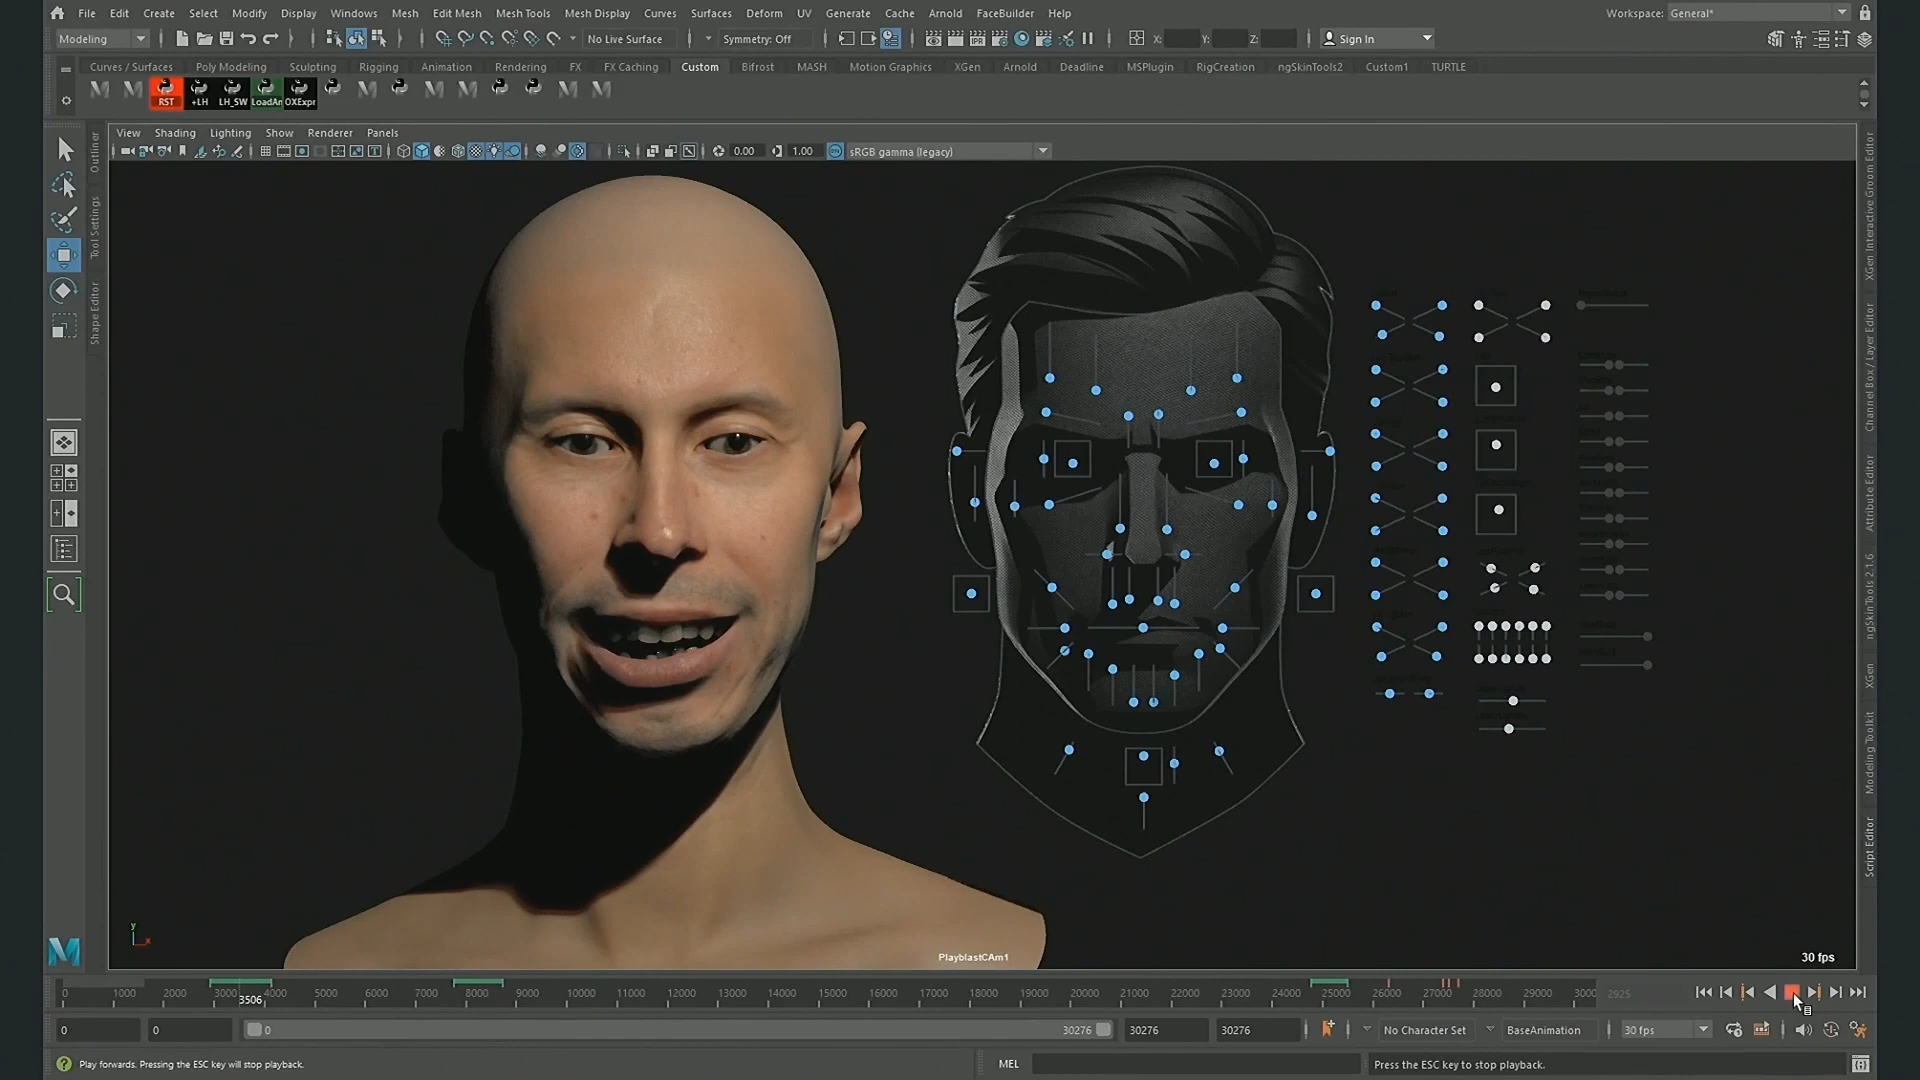 File Edit Create Select Modify Display Windows Mesh Edit Mesh Mesh Tools Mesh Display Curves Surfaces Deform UV Generate Cache Arnold FaceBuilder Help Workspace: General*
Modeling No Live Surface Symmetry: Off X: Y: Z: Sign In
Curves / Surfaces Poly Modeling Sculpting Rigging Animation Rendering FX FX Caching Custom Bifrost MASH Motion Graphics XGen Arnold Deadline MSPlugin RigCreation ngSkinTools2 Custom1 TURTLE
RST +LH LH_SW LoadAr OXExpr
View Shading Lighting Show Renderer Panels
0.00 1.00 sRGB gamma (legacy)
Outliner
Tool Settings
Shape Editor
XGen Interactive Groom Editor
Channel Box / Layer Editor
Attribute Editor
ngSkinTools 2.1.6
XGen
Modeling Toolkit
Script Editor
y
x
PlayblastCAm1
30 fps
0 1000 2000 3000 4000 5000 6000 7000 8000 9000 10000 11000 12000 13000 14000 15000 16000 17000 18000 19000 20000 21000 22000 23000 24000 25000 26000 27000 28000 29000 3000 2925
3506
0 0 0 30276 30276 30276 No Character Set BaseAnimation 30 fps
Play forwards. Pressing the ESC key will stop playback. MEL Press the ESC key to stop playback.